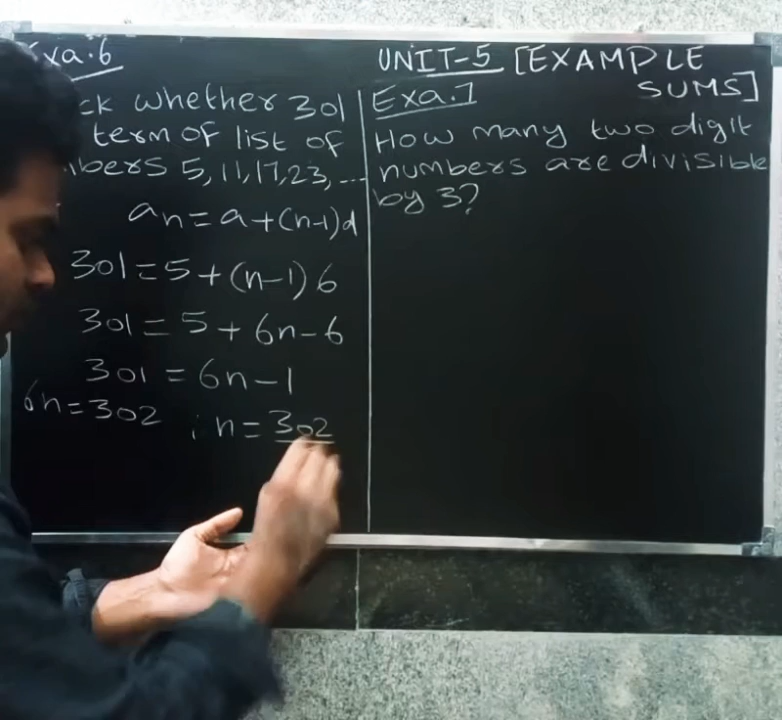 Exa.6
ck whether 301
term of list of
bers 5, 11, 17, 23, ...
an = a + (n-1)d
301 = 5 + (n-1) 6
301 = 5 + 6n - 6
301 = 6n - 1
6n = 302 ; n = 302
UNIT-5 [EXAMPLE
SUMS]
Exa.7
How many two digit
numbers are divisible
by 3?